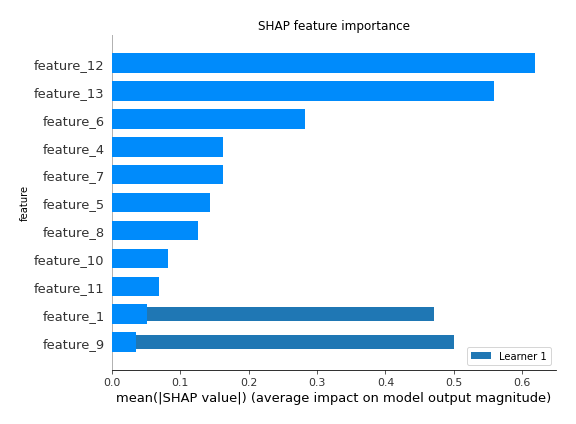 SHAP feature importance
feature_12
feature_13
feature_6
feature_4
feature_7
feature_5
feature_8
feature_10
feature_11
feature_1
feature_9
feature
Learner 1
0.0 0.1 0.2 0.3 0.4 0.5 0.6
mean(|SHAP value|) (average impact on model output magnitude)